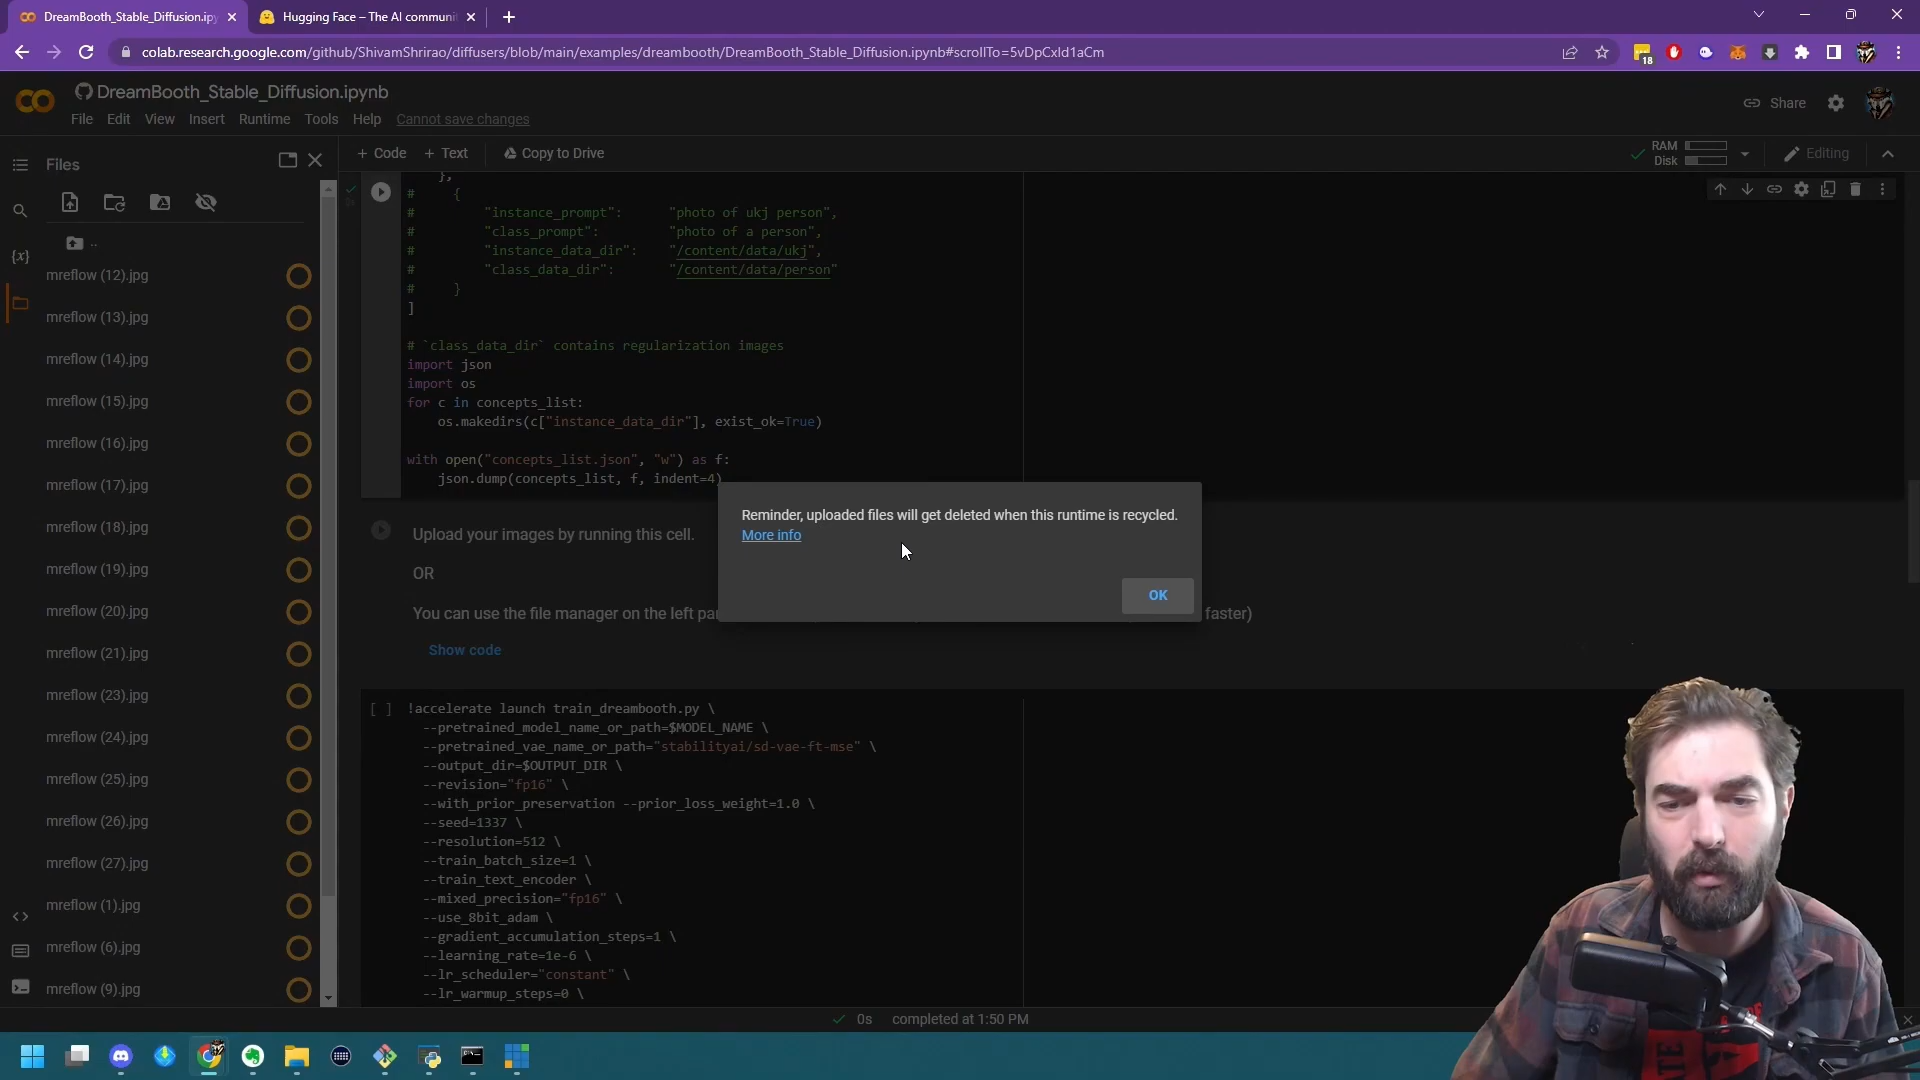 DreamBooth_Stable_Diffusion.ipy
Hugging Face – The AI communit
colab.research.google.com/github/ShivamShrirao/diffusers/blob/main/examples/dreambooth/DreamBooth_Stable_Diffusion.ipynb#scrollTo=5vDpCxId1aCm
18
DreamBooth_Stable_Diffusion.ipynb
File Edit View Insert Runtime Tools Help Cannot save changes
Share
Files
+ Code + Text Copy to Drive
RAM
Disk
Editing
..
mreflow (12).jpg
mreflow (13).jpg
mreflow (14).jpg
mreflow (15).jpg
mreflow (16).jpg
mreflow (17).jpg
mreflow (18).jpg
mreflow (19).jpg
mreflow (20).jpg
mreflow (21).jpg
mreflow (23).jpg
mreflow (24).jpg
mreflow (25).jpg
mreflow (26).jpg
mreflow (27).jpg
mreflow (1).jpg
mreflow (6).jpg
mreflow (9).jpg
},
# {
# "instance_prompt": "photo of ukj person",
# "class_prompt": "photo of a person",
# "instance_data_dir": "/content/data/ukj",
# "class_data_dir": "/content/data/person"
# }
]
# `class_data_dir` contains regularization images
import json
import os
for c in concepts_list:
os.makedirs(c["instance_data_dir"], exist_ok=True)
with open("concepts_list.json", "w") as f:
json.dump(concepts_list, f, indent=4)
Reminder, uploaded files will get deleted when this runtime is recycled.
More info
OK
Upload your images by running this cell.
OR
You can use the file manager on the left pa
faster)
Show code
[ ] !accelerate launch train_dreambooth.py \
--pretrained_model_name_or_path=$MODEL_NAME \
--pretrained_vae_name_or_path="stabilityai/sd-vae-ft-mse" \
--output_dir=$OUTPUT_DIR \
--revision="fp16" \
--with_prior_preservation --prior_loss_weight=1.0 \
--seed=1337 \
--resolution=512 \
--train_batch_size=1 \
--train_text_encoder \
--mixed_precision="fp16" \
--use_8bit_adam \
--gradient_accumulation_steps=1 \
--learning_rate=1e-6 \
--lr_scheduler="constant" \
--lr_warmup_steps=0 \
0s completed at 1:50 PM